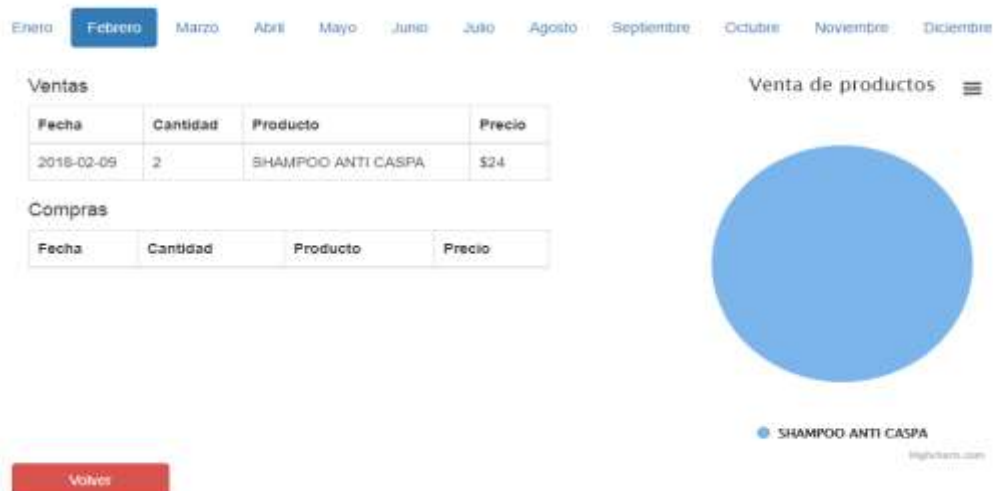 Enero Febrero Marzo Abril Mayo Junio Julio Agosto Septiembre Octubre Noviembre Diciembre
Ventas
Fecha Cantidad Producto Precio
2018-02-09 2 SHAMPOO ANTI CASPA $24
Compras
Fecha Cantidad Producto Precio
Venta de productos
SHAMPOO ANTI CASPA
Highcharts.com
Volver